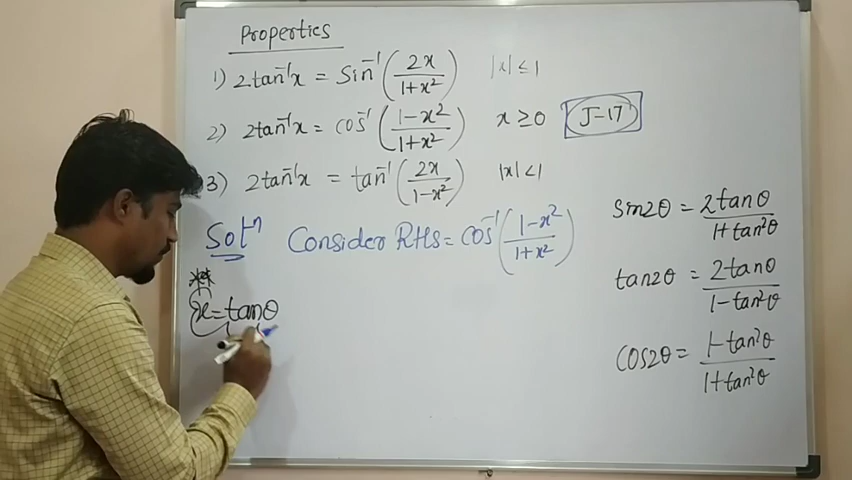 Properties
1) 2tan⁻¹x = Sin⁻¹(2x/1+x²) |x| ≤ 1
2) 2tan⁻¹x = cos⁻¹(1-x²/1+x²) x ≥ 0 J-17
3) 2tan⁻¹x = tan⁻¹(2x/1-x²) |x| < 1
Solⁿ Consider RHS = cos⁻¹(1-x²/1+x²)
x = tanθ
Sin2θ = 2tanθ/1+tan²θ
tan2θ = 2tanθ/1-tan²θ
Cos2θ = 1-tan²θ/1+tan²θ